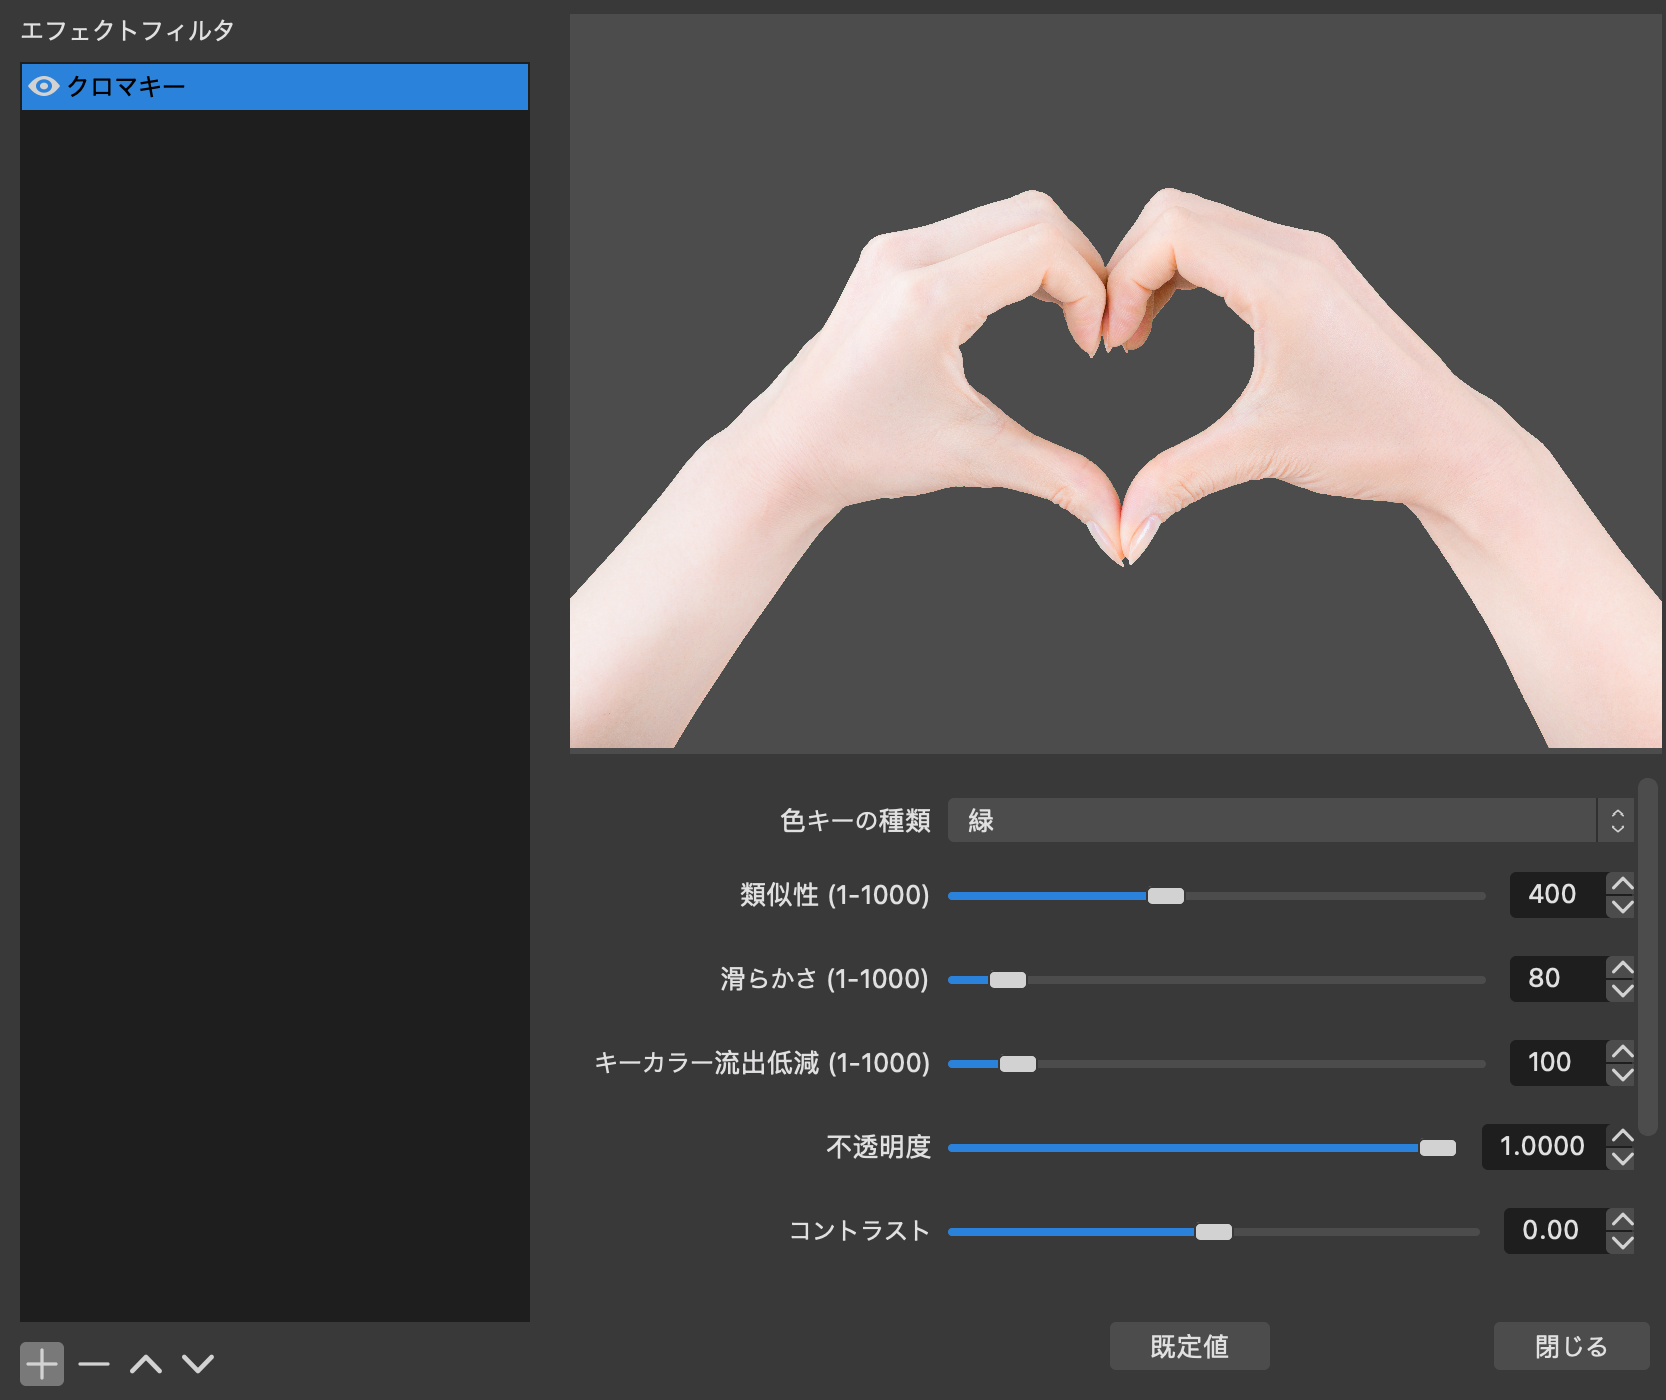 エフェクトフィルタ
クロマキー
色キーの種類 緑
類似性 (1-1000) 400
滑らかさ (1-1000) 80
キーカラー流出低減 (1-1000) 100
不透明度 1.0000
コントラスト 0.00
既定値 閉じる